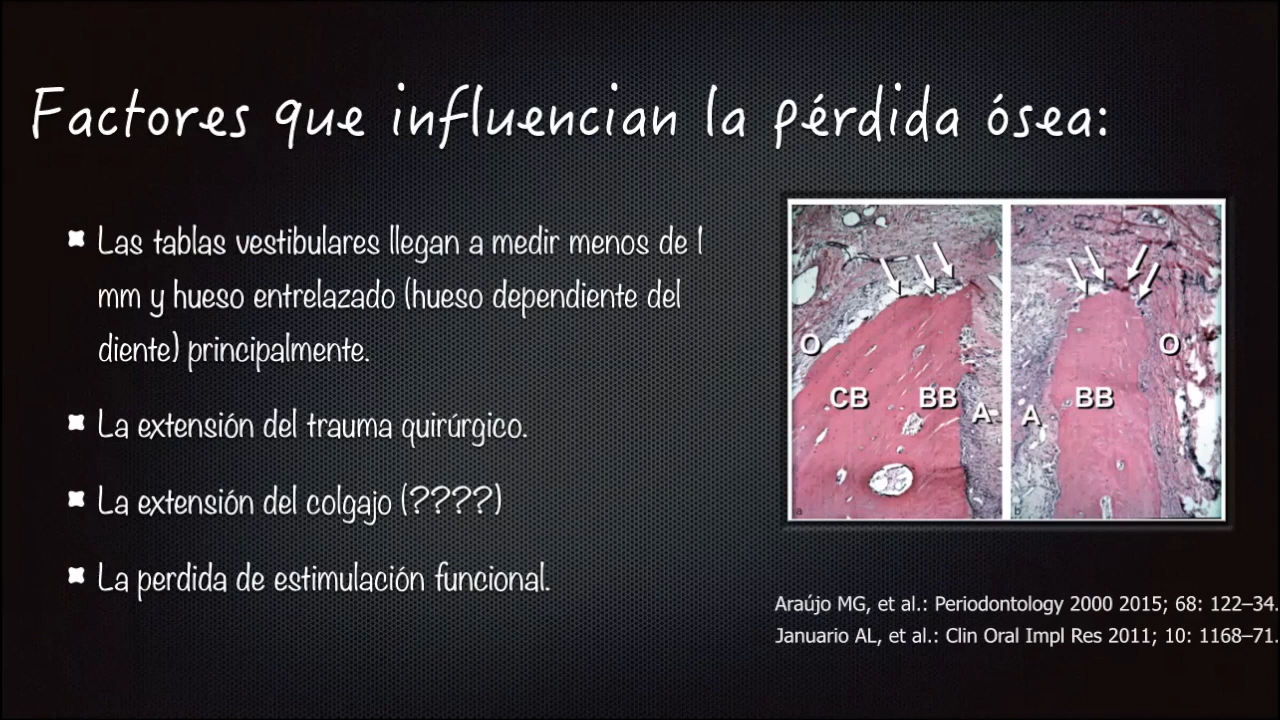 Factores que influencian la pérdida ósea:
Las tablas vestibulares llegan a medir menos de 1
mm y hueso entrelazado (hueso dependiente del
diente) principalmente.
La extensión del trauma quirúrgico.
La extensión del colgajo (????)
La perdida de estimulación funcional.
O
CB
BB
A
a
A
BB
O
b
Araújo MG, et al.: Periodontology 2000 2015; 68: 122–34.
Januario AL, et al.: Clin Oral Impl Res 2011; 10: 1168–71.